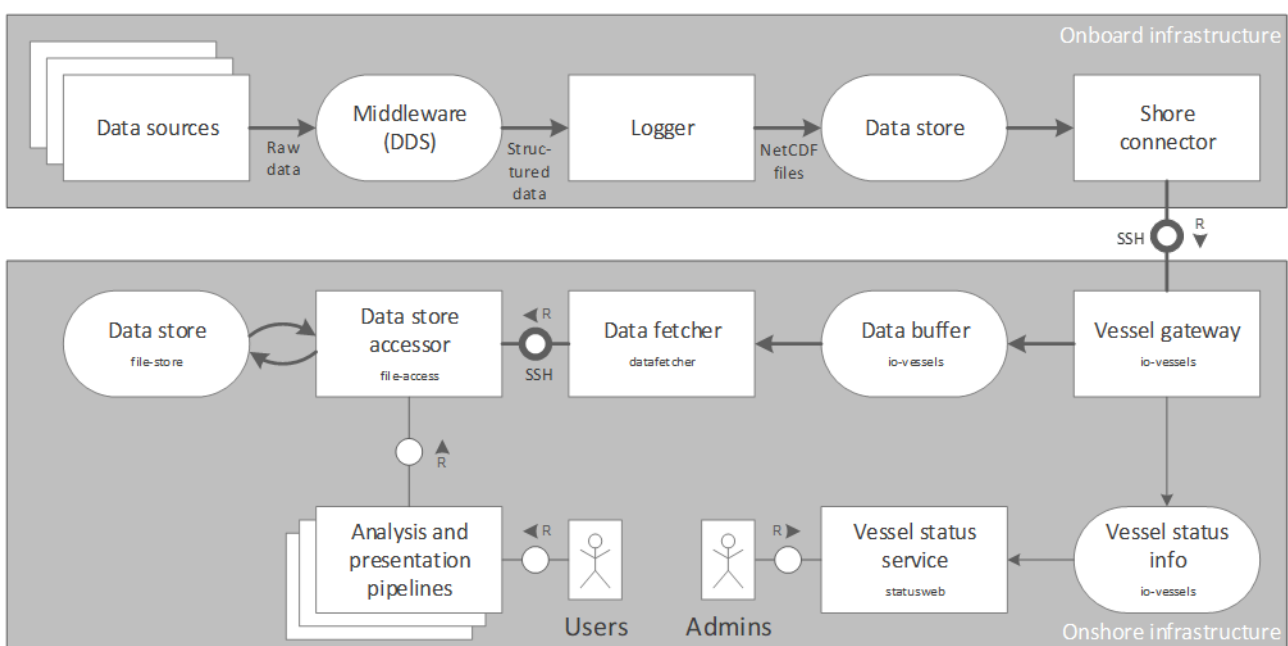 Onboard infrastructure
Data sources
Raw
data
Middleware
(DDS)
Struc-
tured
data
Logger
NetCDF
files
Data store
Shore
connector
SSH
R
Data store
file-store
Data store
accessor
file-access
R
SSH
Data fetcher
datafetcher
Data buffer
io-vessels
Vessel gateway
io-vessels
R
Analysis and
presentation
pipelines
R
Users
Admins
R
Vessel status
service
statusweb
Vessel status
info
io-vessels
Onshore infrastructure